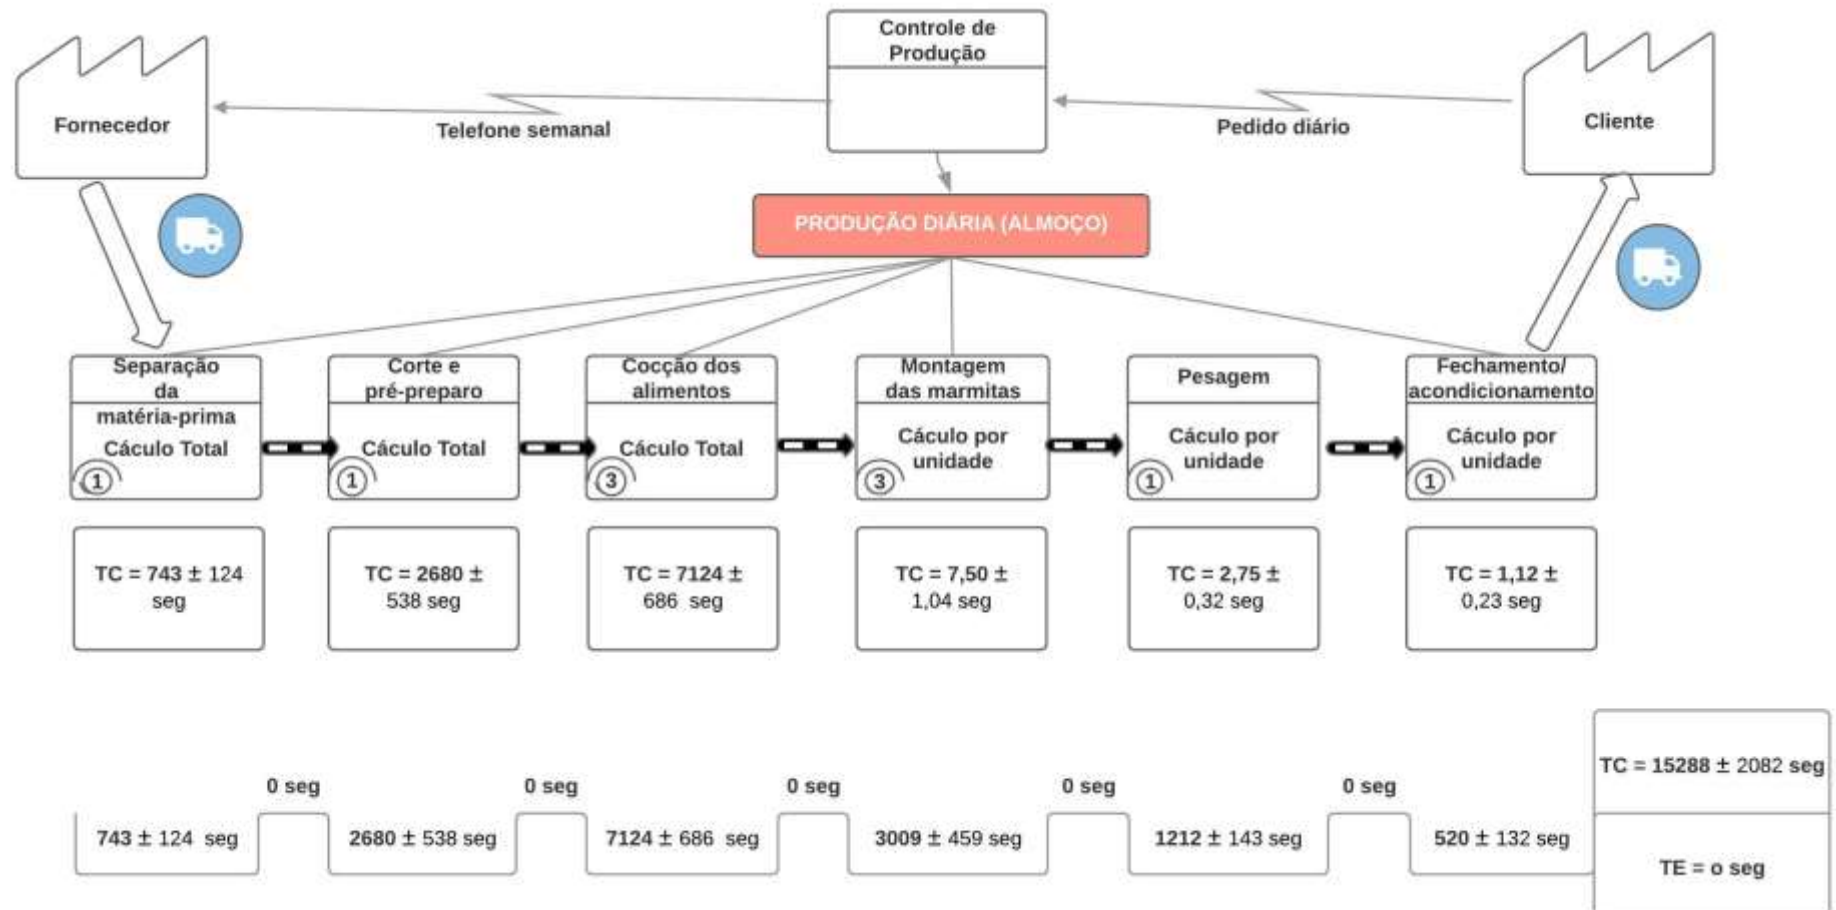 Controle de
Produção
Fornecedor
Telefone semanal
Pedido diário
Cliente
PRODUÇÃO DIÁRIA (ALMOÇO)
Separação
da
matéria-prima
Cáculo Total
1
Corte e
pré-preparo
Cáculo Total
1
Cocção dos
alimentos
Cáculo Total
3
Montagem
das marmitas
Cáculo por
unidade
3
Pesagem
Cáculo por
unidade
1
Fechamento/
acondicionamento
Cáculo por
unidade
1
TC = 743 ± 124
seg
TC = 2680 ±
538 seg
TC = 7124 ±
686 seg
TC = 7,50 ±
1,04 seg
TC = 2,75 ±
0,32 seg
TC = 1,12 ±
0,23 seg
0 seg
0 seg
0 seg
0 seg
0 seg
743 ± 124 seg
2680 ± 538 seg
7124 ± 686 seg
3009 ± 459 seg
1212 ± 143 seg
520 ± 132 seg
TC = 15288 ± 2082 seg
TE = o seg